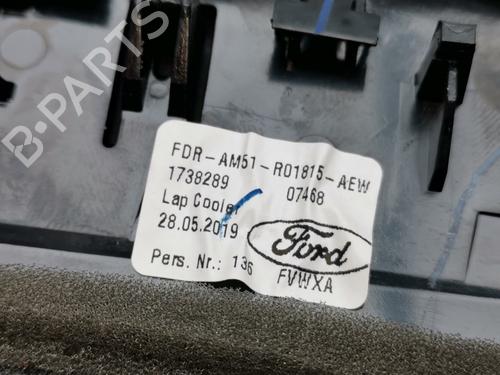 B-PARTS
FDR-AM51-R01815-AEW
1738289 07468
Lap Cooler
28.05.2019
Ford
Pers. Nr.: 136 FVWXA